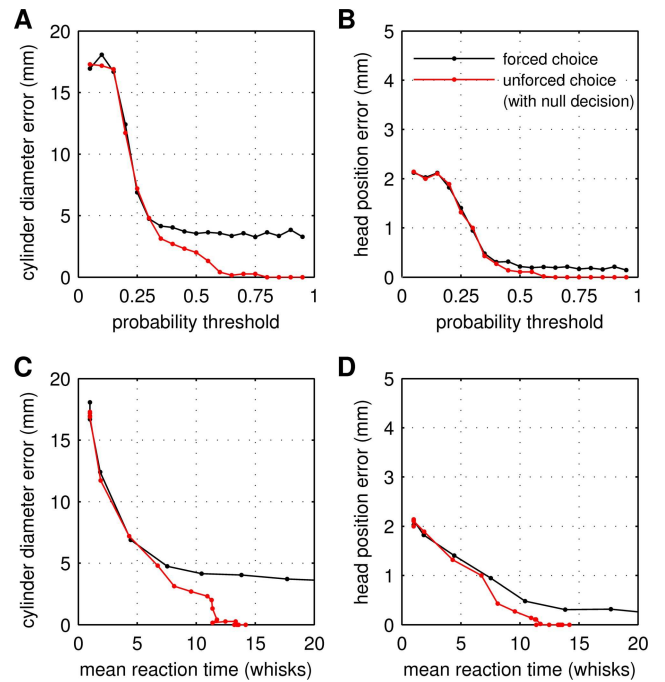 A
B
20
15
10
5
0
cylinder diameter error (mm)
0
0.25
0.5
0.75
1
probability threshold
5
4
3
2
1
0
head position error (mm)
forced choice
unforced choice
(with null decision)
0
0.25
0.5
0.75
1
probability threshold
C
D
20
15
10
5
0
cylinder diameter error (mm)
0
5
10
15
20
mean reaction time (whisks)
5
4
3
2
1
0
head position error (mm)
0
5
10
15
20
mean reaction time (whisks)